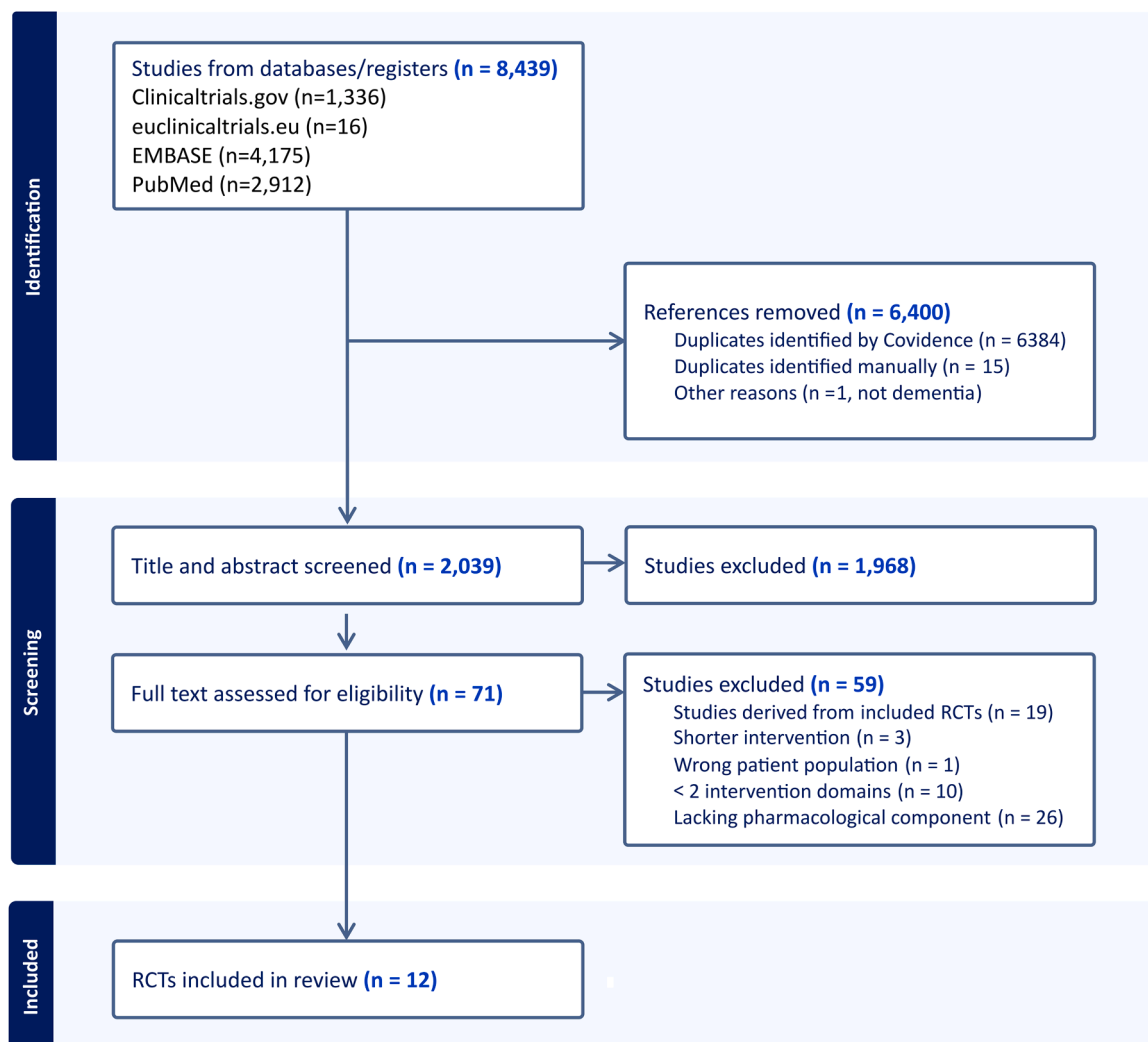 Identification
Studies from databases/registers (n = 8,439)
Clinicaltrials.gov (n=1,336)
euclinicaltrials.eu (n=16)
EMBASE (n=4,175)
PubMed (n=2,912)
References removed (n = 6,400)
Duplicates identified by Covidence (n = 6384)
Duplicates identified manually (n = 15)
Other reasons (n =1, not dementia)
Screening
Title and abstract screened (n = 2,039)
Studies excluded (n = 1,968)
Full text assessed for eligibility (n = 71)
Studies excluded (n = 59)
Studies derived from included RCTs (n = 19)
Shorter intervention (n = 3)
Wrong patient population (n = 1)
< 2 intervention domains (n = 10)
Lacking pharmacological component (n = 26)
Included
RCTs included in review (n = 12)